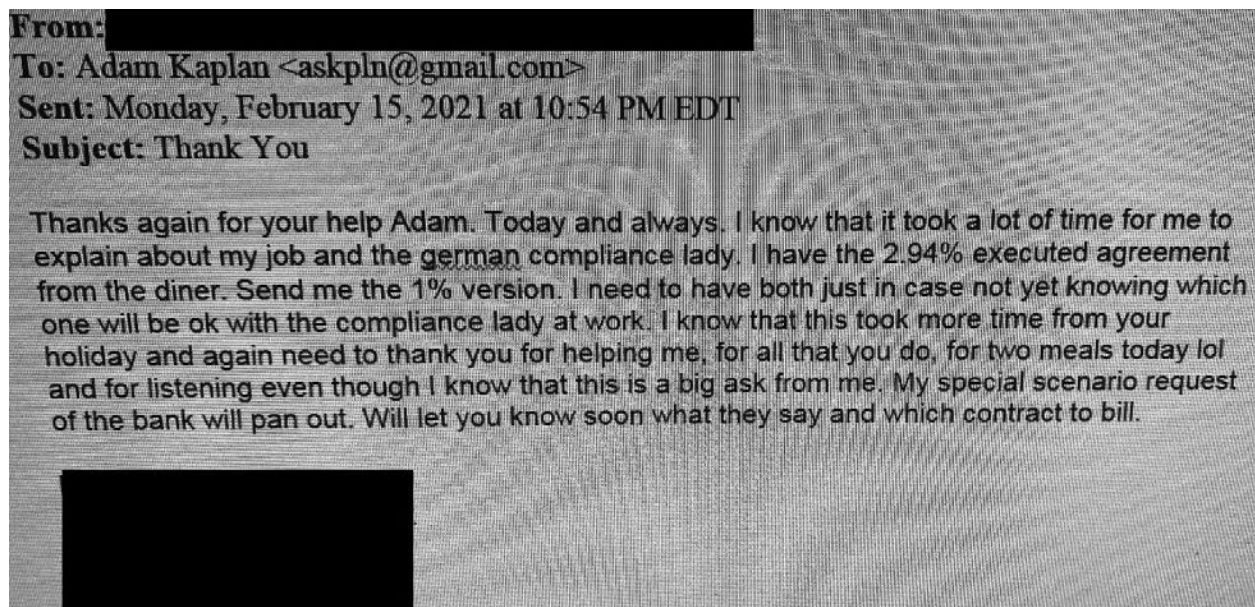 From:
To: Adam Kaplan <askpln@gmail.com>
Sent: Monday, February 15, 2021 at 10:54 PM EDT
Subject: Thank You
Thanks again for your help Adam. Today and always. I know that it took a lot of time for me to
explain about my job and the german compliance lady. I have the 2.94% executed agreement
from the diner. Send me the 1% version. I need to have both just in case not yet knowing which
one will be ok with the compliance lady at work. I know that this took more time from your
holiday and again need to thank you for helping me, for all that you do, for two meals today lol
and for listening even though I know that this is a big ask from me. My special scenario request
of the bank will pan out. Will let you know soon what they say and which contract to bill.